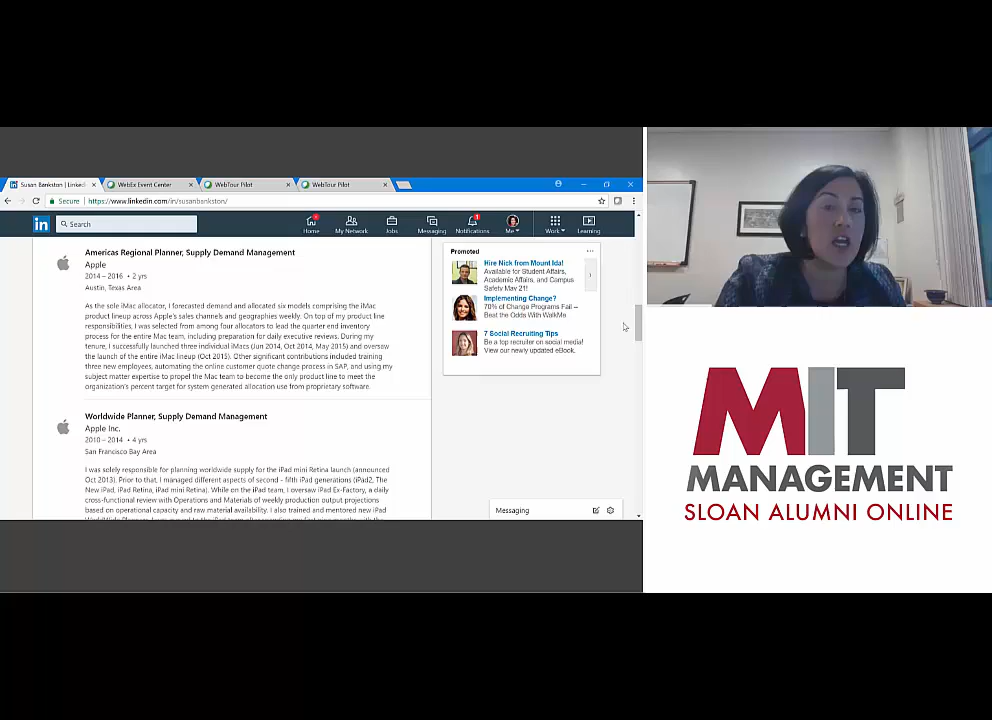 Susan Bankston | Linked
WebEx Event Center
WebTour Pilot
WebTour Pilot
Secure
https://www.linkedin.com/in/susanbankston/
in
Search
Home
My Network
Jobs
Messaging
1
Notifications
Me
Work
Learning
Americas Regional Planner, Supply Demand Management
Apple
2014 – 2016 • 2 yrs
Austin, Texas Area
As the sole iMac allocator, I forecasted demand and allocated six models comprising the iMac
product lineup across Apple's sales channels and geographies weekly. On top of my product line
responsibilities, I was selected from among four allocators to lead the quarter end inventory
process for the entire Mac team, including preparation for daily executive reviews. During my
tenure, I successfully launched three individual iMacs (Jun 2014, Oct 2014, May 2015) and oversaw
the launch of the entire iMac lineup (Oct 2015). Other significant contributions included training
three new employees, automating the online customer quote change process in SAP, and using my
subject matter expertise to propel the Mac team to become the only product line to meet the
organization's percent target for system generated allocation use from proprietary software.
Worldwide Planner, Supply Demand Management
Apple Inc.
2010 – 2014 • 4 yrs
San Francisco Bay Area
I was solely responsible for planning worldwide supply for the iPad mini Retina launch (announced
Oct 2013). Prior to that, I managed different aspects of second - fifth iPad generations (iPad2, The
New iPad, iPad Retina, iPad mini Retina). While on the iPad team, I oversaw iPad Ex-Factory, a daily
cross-functional review with Operations and Materials of weekly production output projections
based on operational capacity and raw material availability. I also trained and mentored new iPad
Promoted
Hire Nick from Mount Ida!
Available for Student Affairs,
Academic Affairs, and Campus
Safety May 21!
Implementing Change?
70% of Change Programs Fail –
Beat the Odds With WalkMe
7 Social Recruiting Tips
Be a top recruiter on social media!
View our newly updated eBook.
Messaging
MIT
MANAGEMENT
SLOAN ALUMNI ONLINE